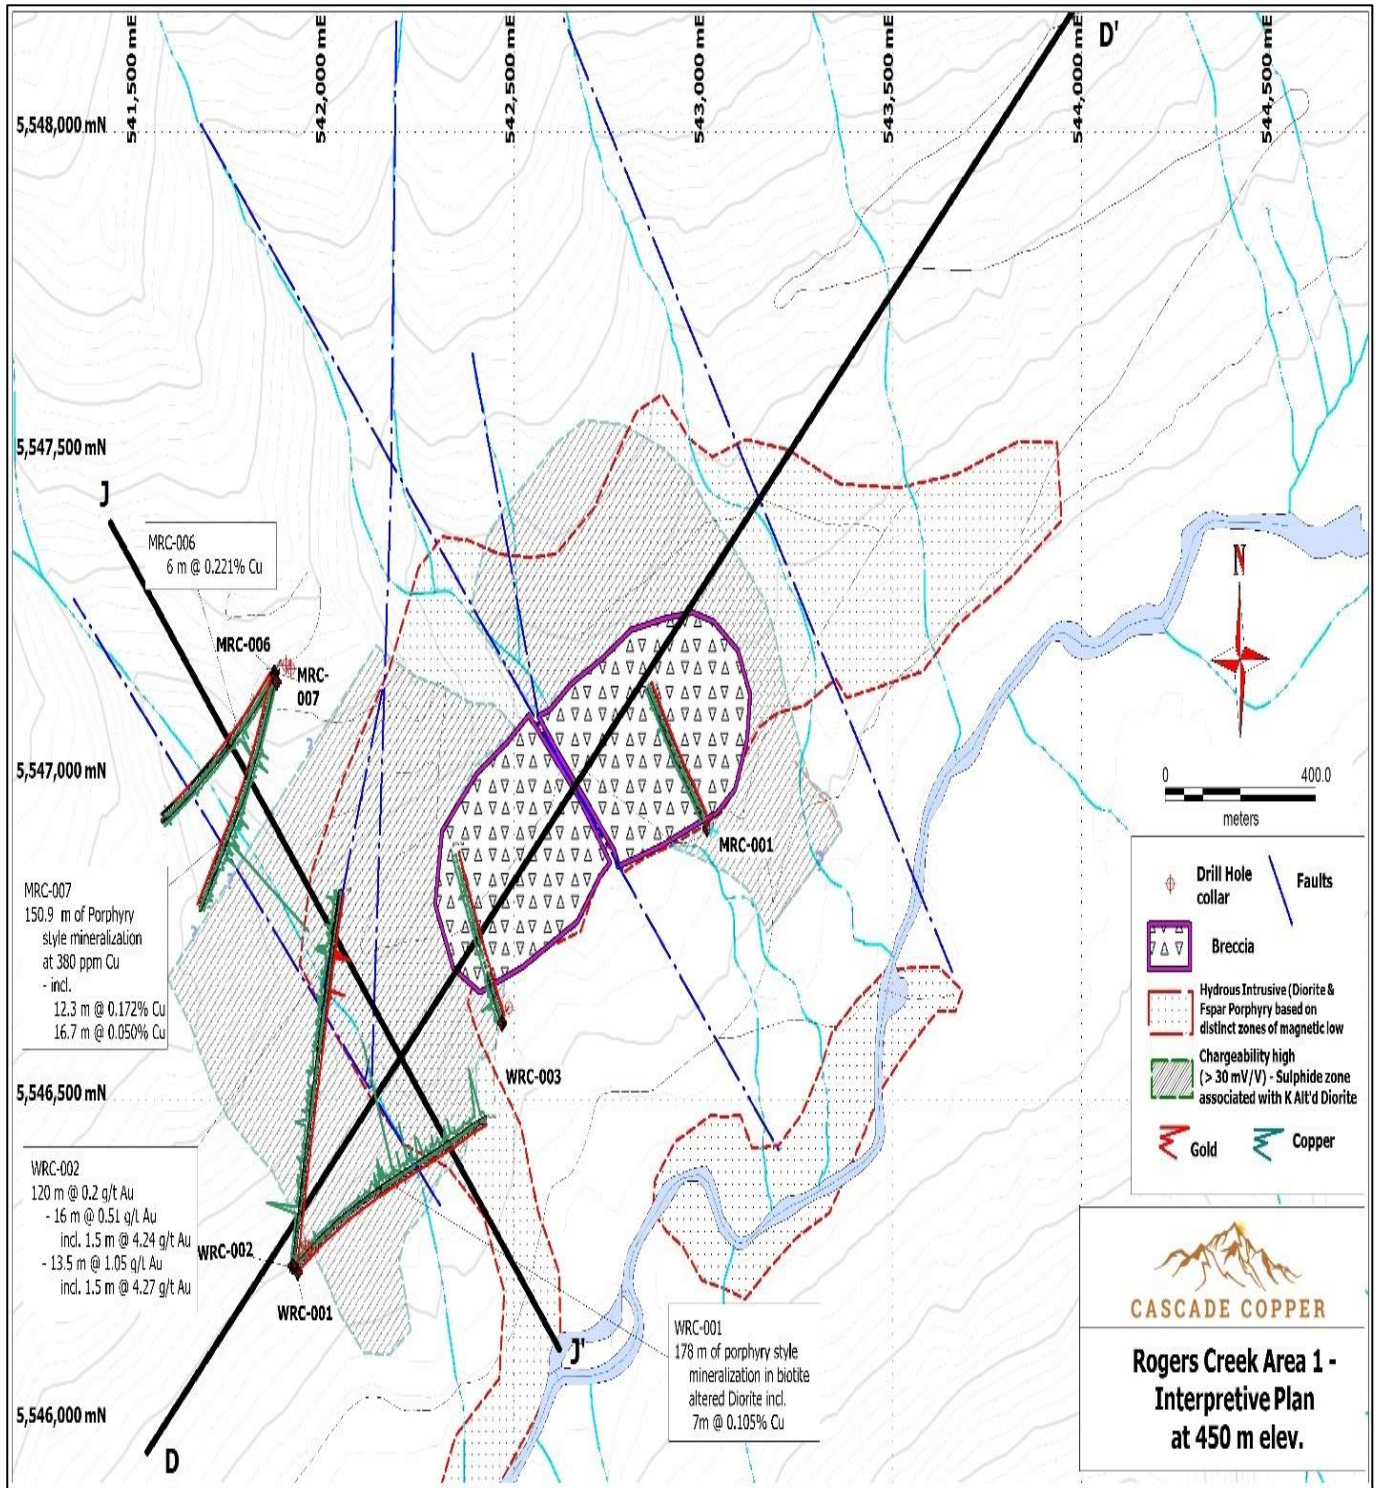 541,500 mE
542,000 mE
542,500 mE
543,000 mE
543,500 mE
544,000 mE
544,500 mE
D'
5,548,000 mN
5,547,500 mN
J
MRC-006
6 m @ 0.221% Cu
N
MRC-006
MRC-
007
5,547,000 mN
0 400.0
meters
MRC-001
MRC-007
150.9 m of Porphyry
style mineralization
at 380 ppm Cu
- incl.
12.3 m @ 0.172% Cu
16.7 m @ 0.050% Cu
Drill Hole
collar
Faults
Breccia
Hydrous Intrusive (Diorite &
Fspar Porphyry based on
distinct zones of magnetic low
Chargeability high
(> 30 mV/V) - Sulphide zone
associated with K Alt'd Diorite
Gold
Copper
WRC-003
5,546,500 mN
WRC-002
120 m @ 0.2 g/t Au
- 16 m @ 0.51 g/t Au
incl. 1.5 m @ 4.24 g/t Au
- 13.5 m @ 1.05 g/t Au
incl. 1.5 m @ 4.27 g/t Au
WRC-002
WRC-001
J'
WRC-001
178 m of porphyry style
mineralization in biotite
altered Diorite incl.
7m @ 0.105% Cu
5,546,000 mN
D
CASCADE COPPER
Rogers Creek Area 1 -
Interpretive Plan
at 450 m elev.